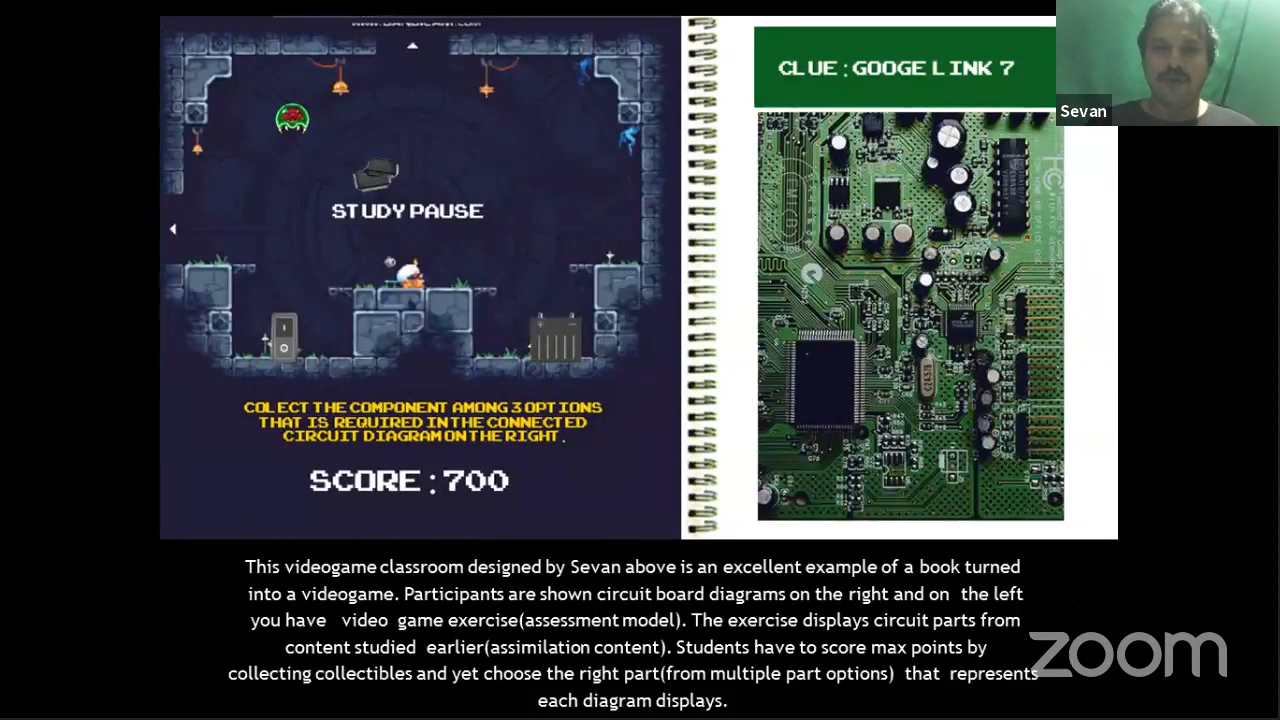 www.BANDICAM.com
STUDY PAUSE
COLECT THE COMPONENT AMONG 3 OPTIONS
THAT IS REQUIRED IN THE CONNECTED
CIRCUIT DIAGRAM ON THE RIGHT.
SCORE:700
CLUE:GOOGE LINK 7
Sevan
This videogame classroom designed by Sevan above is an excellent example of a book turned
into a videogame. Participants are shown circuit board diagrams on the right and on the left
you have video game exercise(assessment model). The exercise displays circuit parts from
content studied earlier(assimilation content). Students have to score max points by
collecting collectibles and yet choose the right part(from multiple part options) that represents
each diagram displays.
zoom